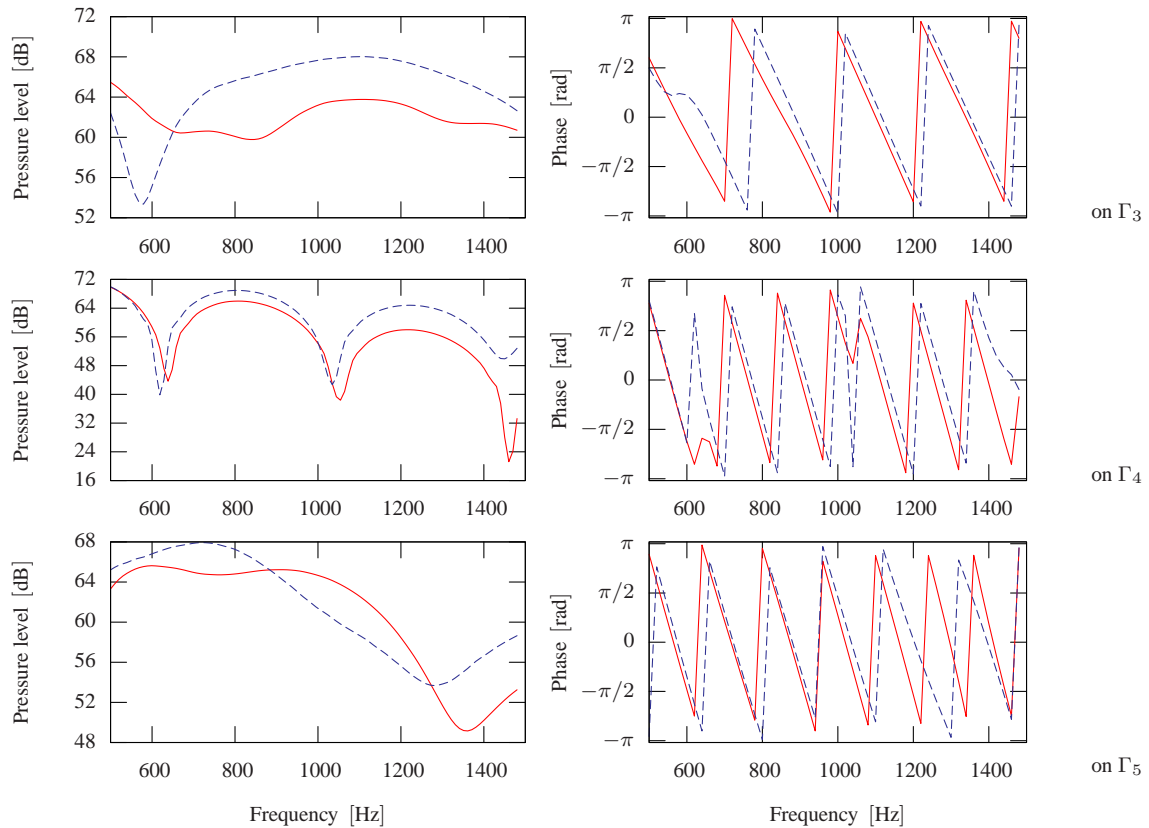 Pressure level [dB]
72
68
64
60
56
52
600 800 1000 1200 1400
Phase [rad]
π
π/2
0
−π/2
−π
600 800 1000 1200 1400
on Γ3
Pressure level [dB]
72
64
56
48
40
32
24
16
600 800 1000 1200 1400
Phase [rad]
π
π/2
0
−π/2
−π
600 800 1000 1200 1400
on Γ4
Pressure level [dB]
68
64
60
56
52
48
600 800 1000 1200 1400
Frequency [Hz]
Phase [rad]
π
π/2
0
−π/2
−π
600 800 1000 1200 1400
Frequency [Hz]
on Γ5